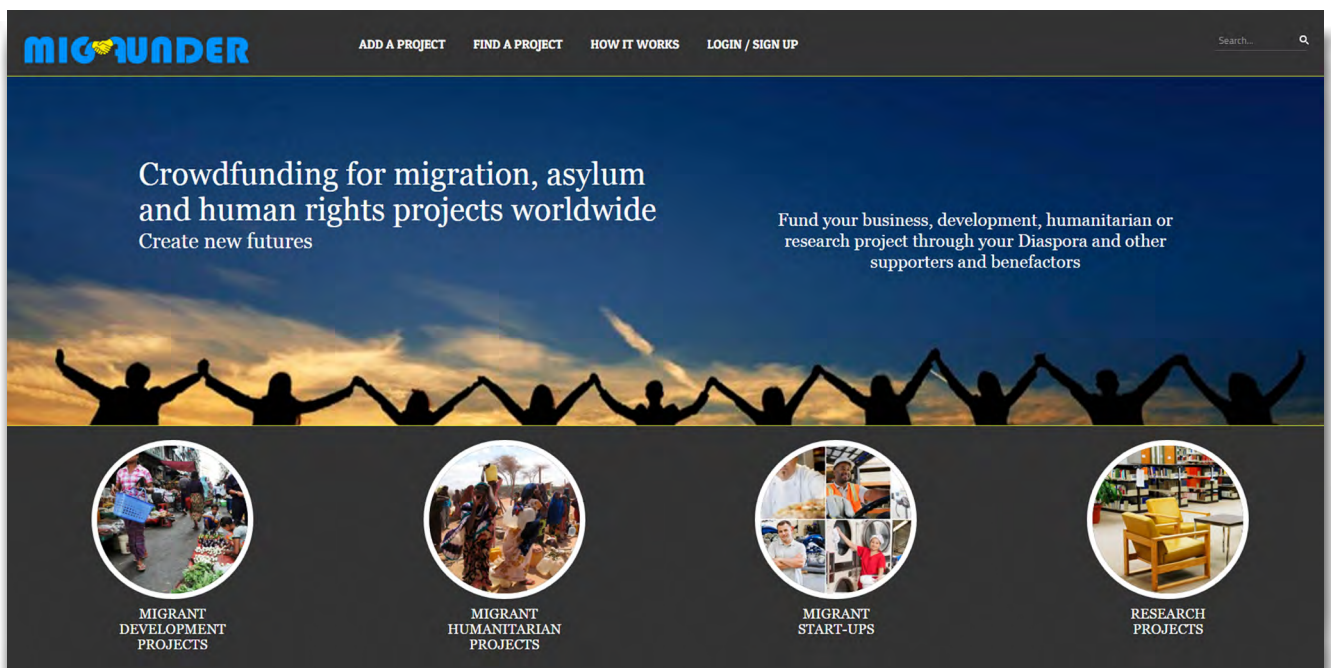 MIGFUNDER
ADD A PROJECT FIND A PROJECT HOW IT WORKS LOGIN / SIGN UP
Search...
Crowdfunding for migration, asylum
and human rights projects worldwide
Create new futures
Fund your business, development, humanitarian or
research project through your Diaspora and other
supporters and benefactors
MIGRANT
DEVELOPMENT
PROJECTS
MIGRANT
HUMANITARIAN
PROJECTS
MIGRANT
START-UPS
RESEARCH
PROJECTS